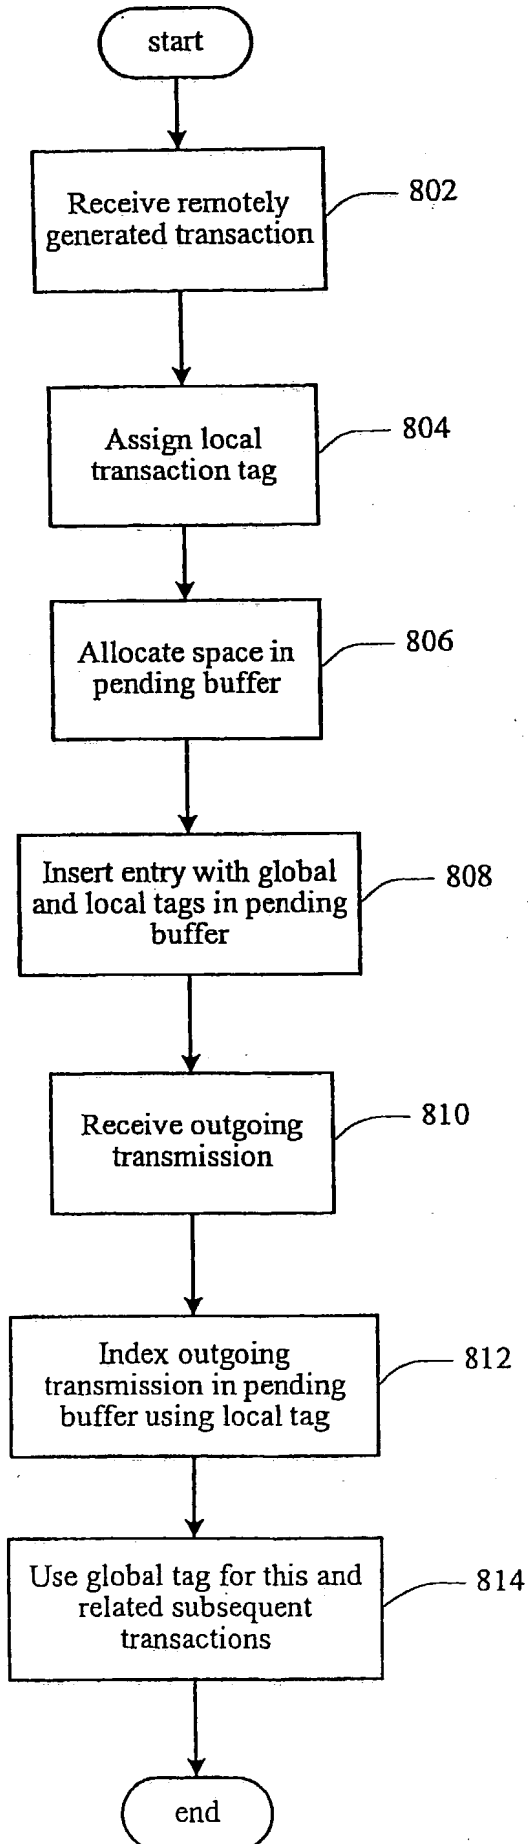 start
Receive remotely
generated transaction
802
Assign local
transaction tag
804
Allocate space in
pending buffer
806
Insert entry with global
and local tags in pending
buffer
808
Receive outgoing
transmission
810
Index outgoing
transmission in pending
buffer using local tag
812
Use global tag for this and
related subsequent
transactions
814
end